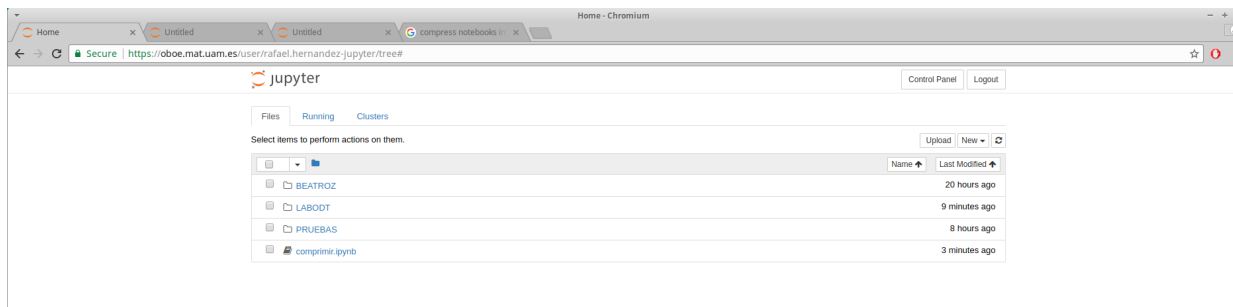 Home - Chromium
Home Untitled Untitled compress notebooks in
Secure https://oboe.mat.uam.es/user/rafael.hernandez-jupyter/tree#
jupyter Control Panel Logout
Files Running Clusters
Select items to perform actions on them. Upload New
Name Last Modified
BEATROZ 20 hours ago
LABODT 9 minutes ago
PRUEBAS 8 hours ago
comprimir.ipynb 3 minutes ago